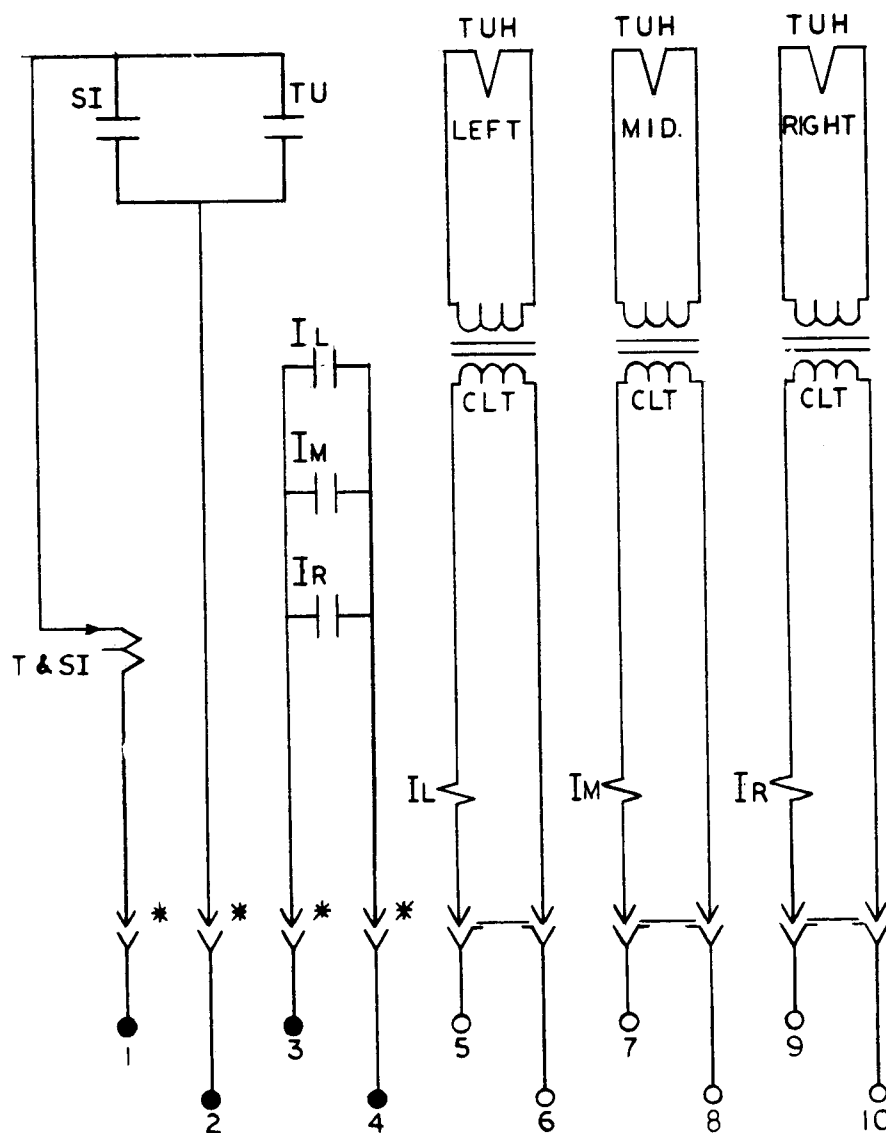 TUH TUH TUH
SI TU
LEFT MID. RIGHT
IL
CLT CLT CLT
IM
IR
T & SI
IL IM IR
* * * *
1 3 5 7 9
2 4 6 8 10